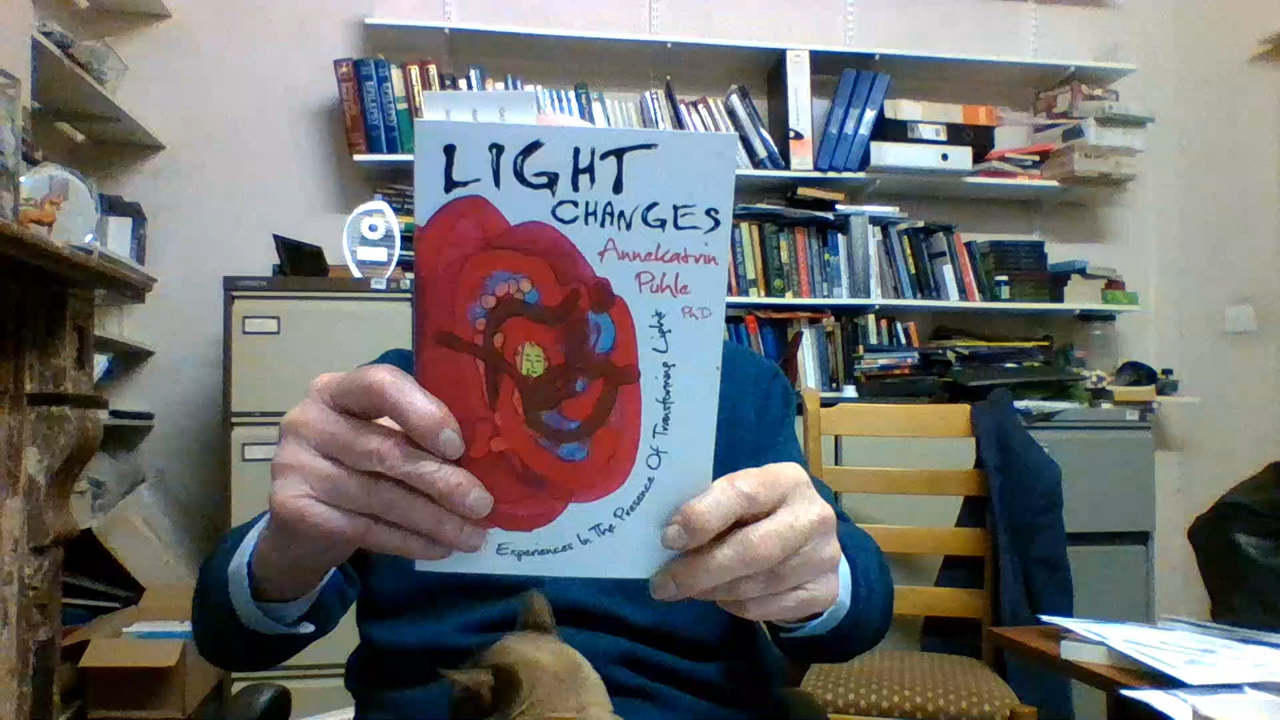 LIGHT
CHANGES
Annekatrin
Puhle
PhD
Experiences In The Presence Of Transforming Light